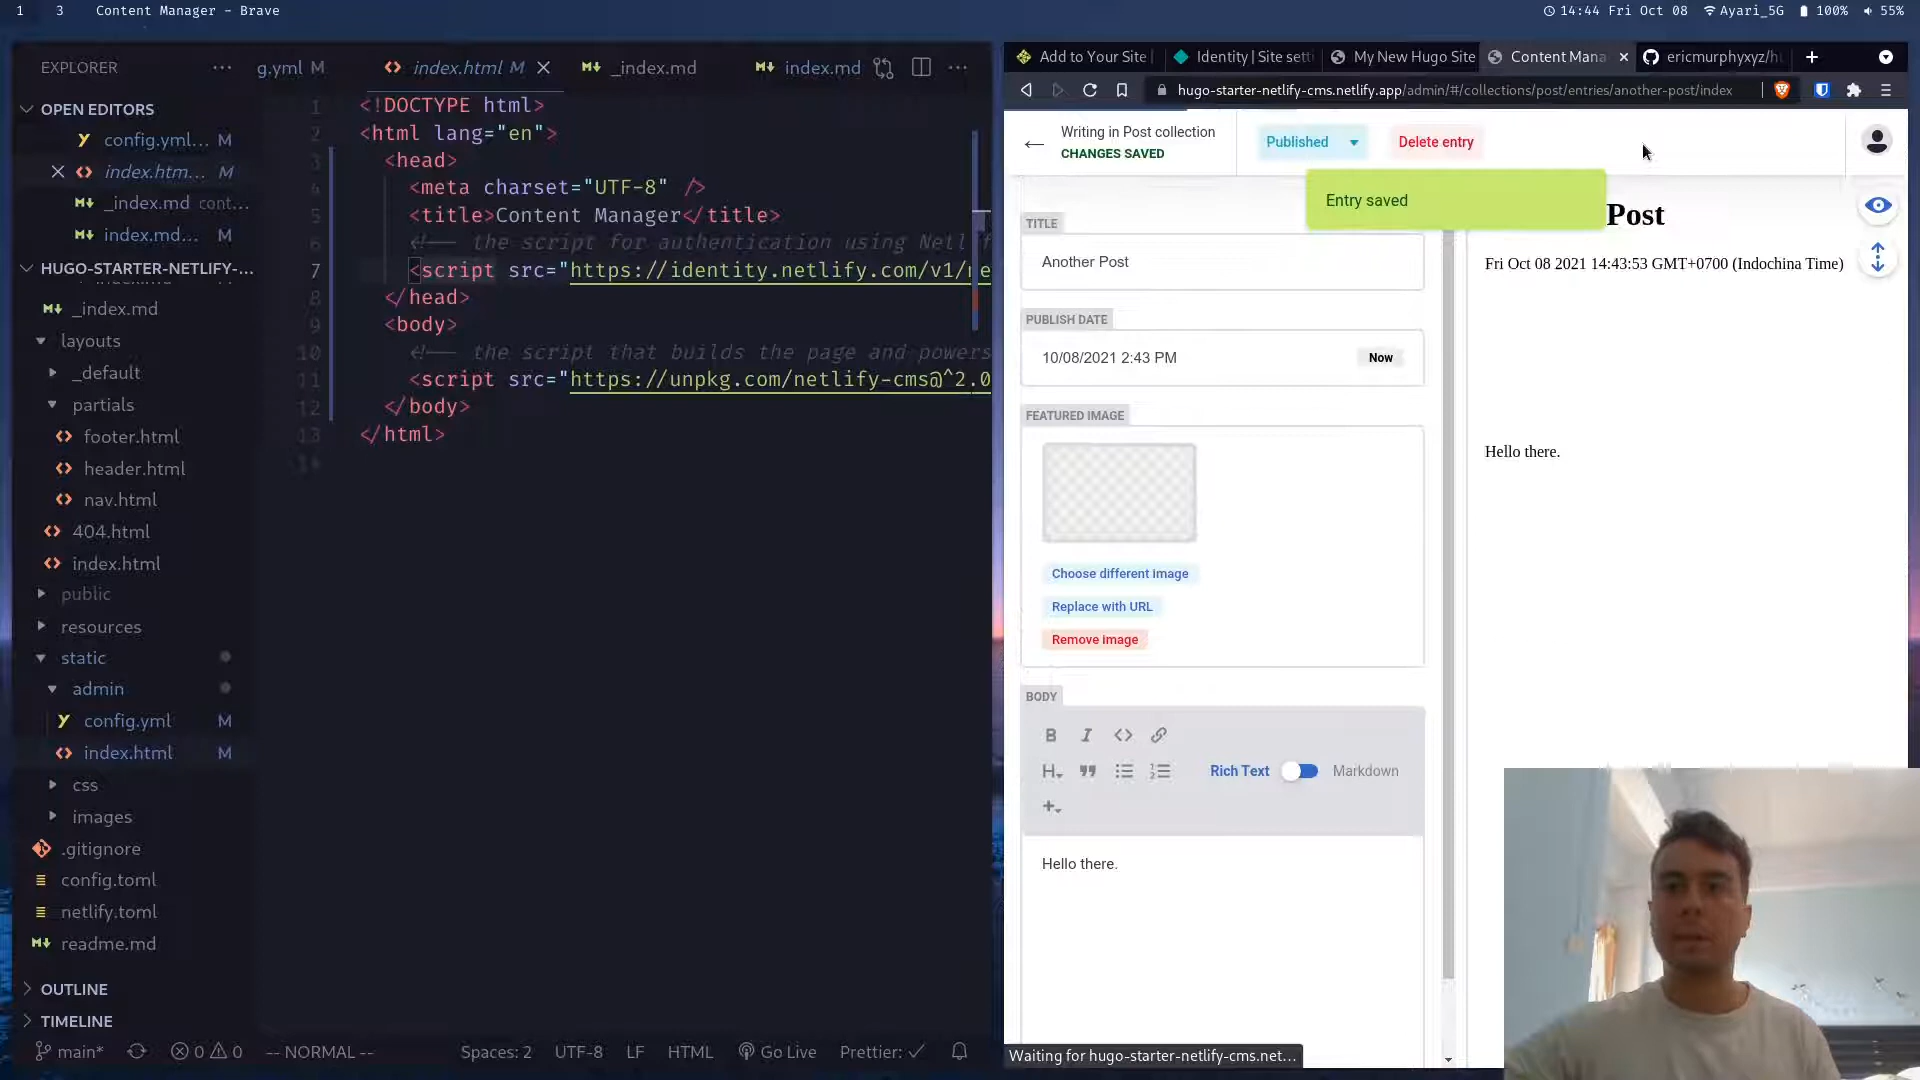 1 3 Content Manager - Brave
14:44 Fri Oct 08 Ayari_5G 100% 55%
EXPLORER
OPEN EDITORS
config.yml... M
index.htm... M
_index.md cont...
index.md... M
HUGO-STARTER-NETLIFY-...
_index.md
layouts
_default
partials
footer.html
header.html
nav.html
404.html
index.html
public
resources
static
admin
config.yml M
index.html M
css
images
.gitignore
config.toml
netlify.toml
readme.md
OUTLINE
TIMELINE
g.yml M index.html M _index.md index.md
1 <!DOCTYPE html>
2 <html lang="en">
3 <head>
4 <meta charset="UTF-8" />
5 <title>Content Manager</title>
6 <!-- the script for authentication using Netlif
7 <script src="https://identity.netlify.com/v1/ne
8 </head>
9 <body>
10 <!-- the script that builds the page and powers
11 <script src="https://unpkg.com/netlify-cms@^2.0
12 </body>
13 </html>
14
main* 0 0 -- NORMAL -- Spaces: 2 UTF-8 LF HTML Go Live Prettier: ✓
Add to Your Site Identity | Site sett My New Hugo Site Content Mana ericmurphyxyz/hu
hugo-starter-netlify-cms.netlify.app/admin/#/collections/post/entries/another-post/index
Writing in Post collection
CHANGES SAVED
Published
Delete entry
Entry saved
TITLE
Another Post
PUBLISH DATE
10/08/2021 2:43 PM
Now
FEATURED IMAGE
Choose different image
Replace with URL
Remove image
BODY
B I <> 
H
Rich Text Markdown
+
Hello there.
Post
Fri Oct 08 2021 14:43:53 GMT+0700 (Indochina Time)
Hello there.
Waiting for hugo-starter-netlify-cms.net...